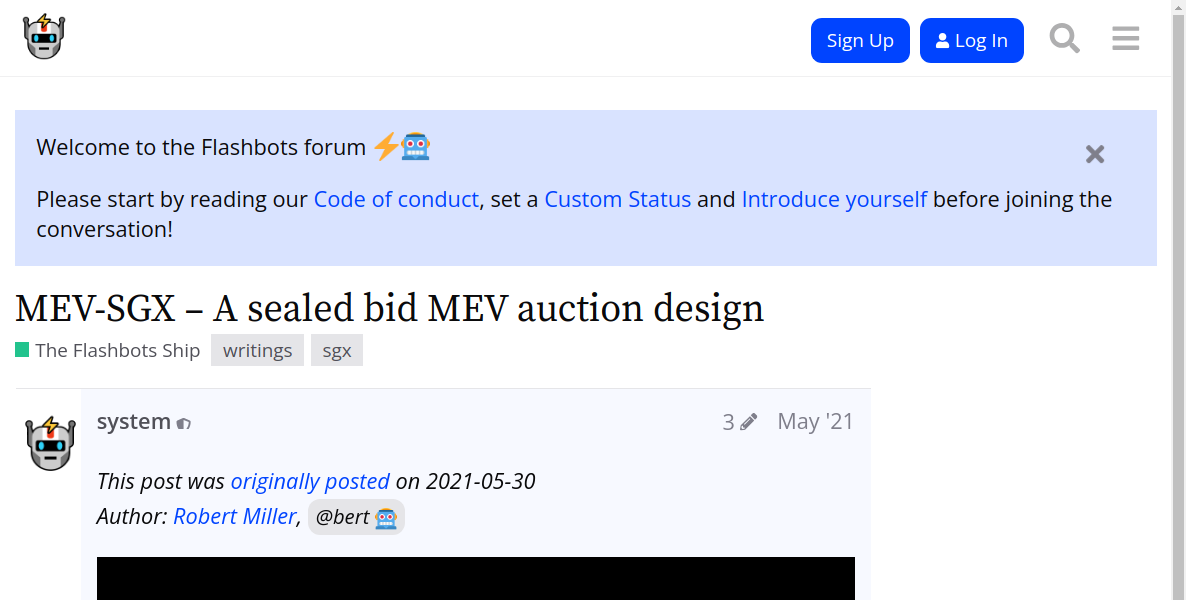 Sign Up
Log In
Welcome to the Flashbots forum
Please start by reading our Code of conduct, set a Custom Status and Introduce yourself before joining the
conversation!
MEV-SGX – A sealed bid MEV auction design
The Flashbots Ship writings sgx
system 3 May '21
This post was originally posted on 2021-05-30
Author: Robert Miller, @bert